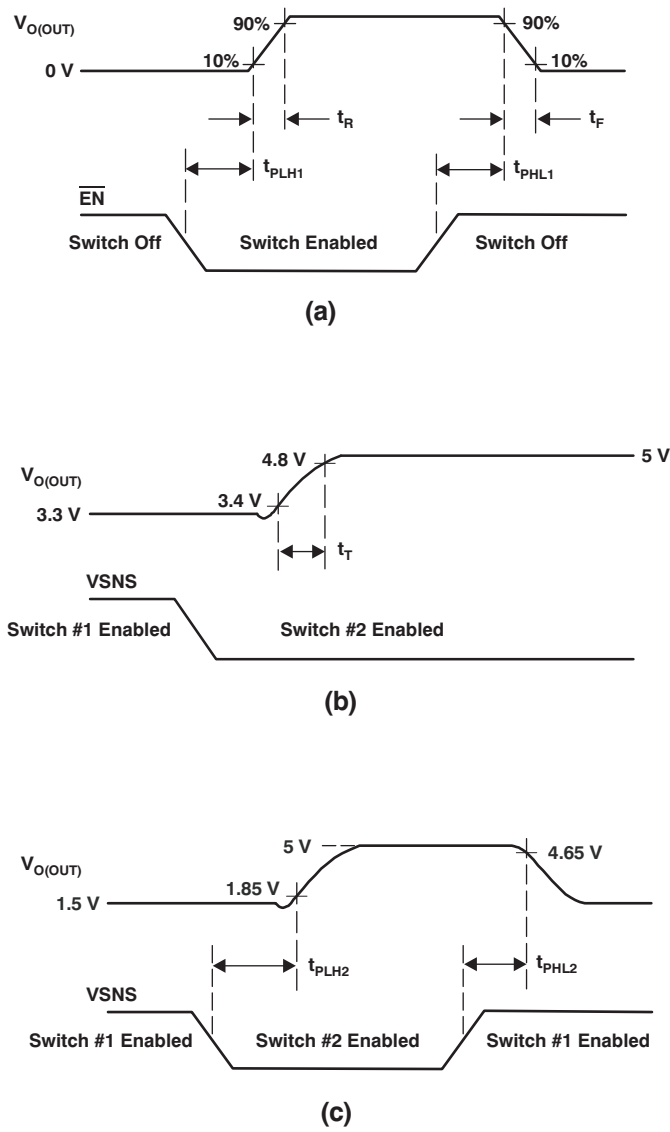 V_O(OUT)
90%
90%
10%
10%
0 V
t_R
t_F
t_PLH1
t_PHL1
EN
Switch Off
Switch Enabled
Switch Off
(a)
V_O(OUT)
4.8 V
5 V
3.4 V
3.3 V
t_T
VSNS
Switch #1 Enabled
Switch #2 Enabled
(b)
V_O(OUT)
5 V
4.65 V
1.85 V
1.5 V
t_PLH2
t_PHL2
VSNS
Switch #1 Enabled
Switch #2 Enabled
Switch #1 Enabled
(c)